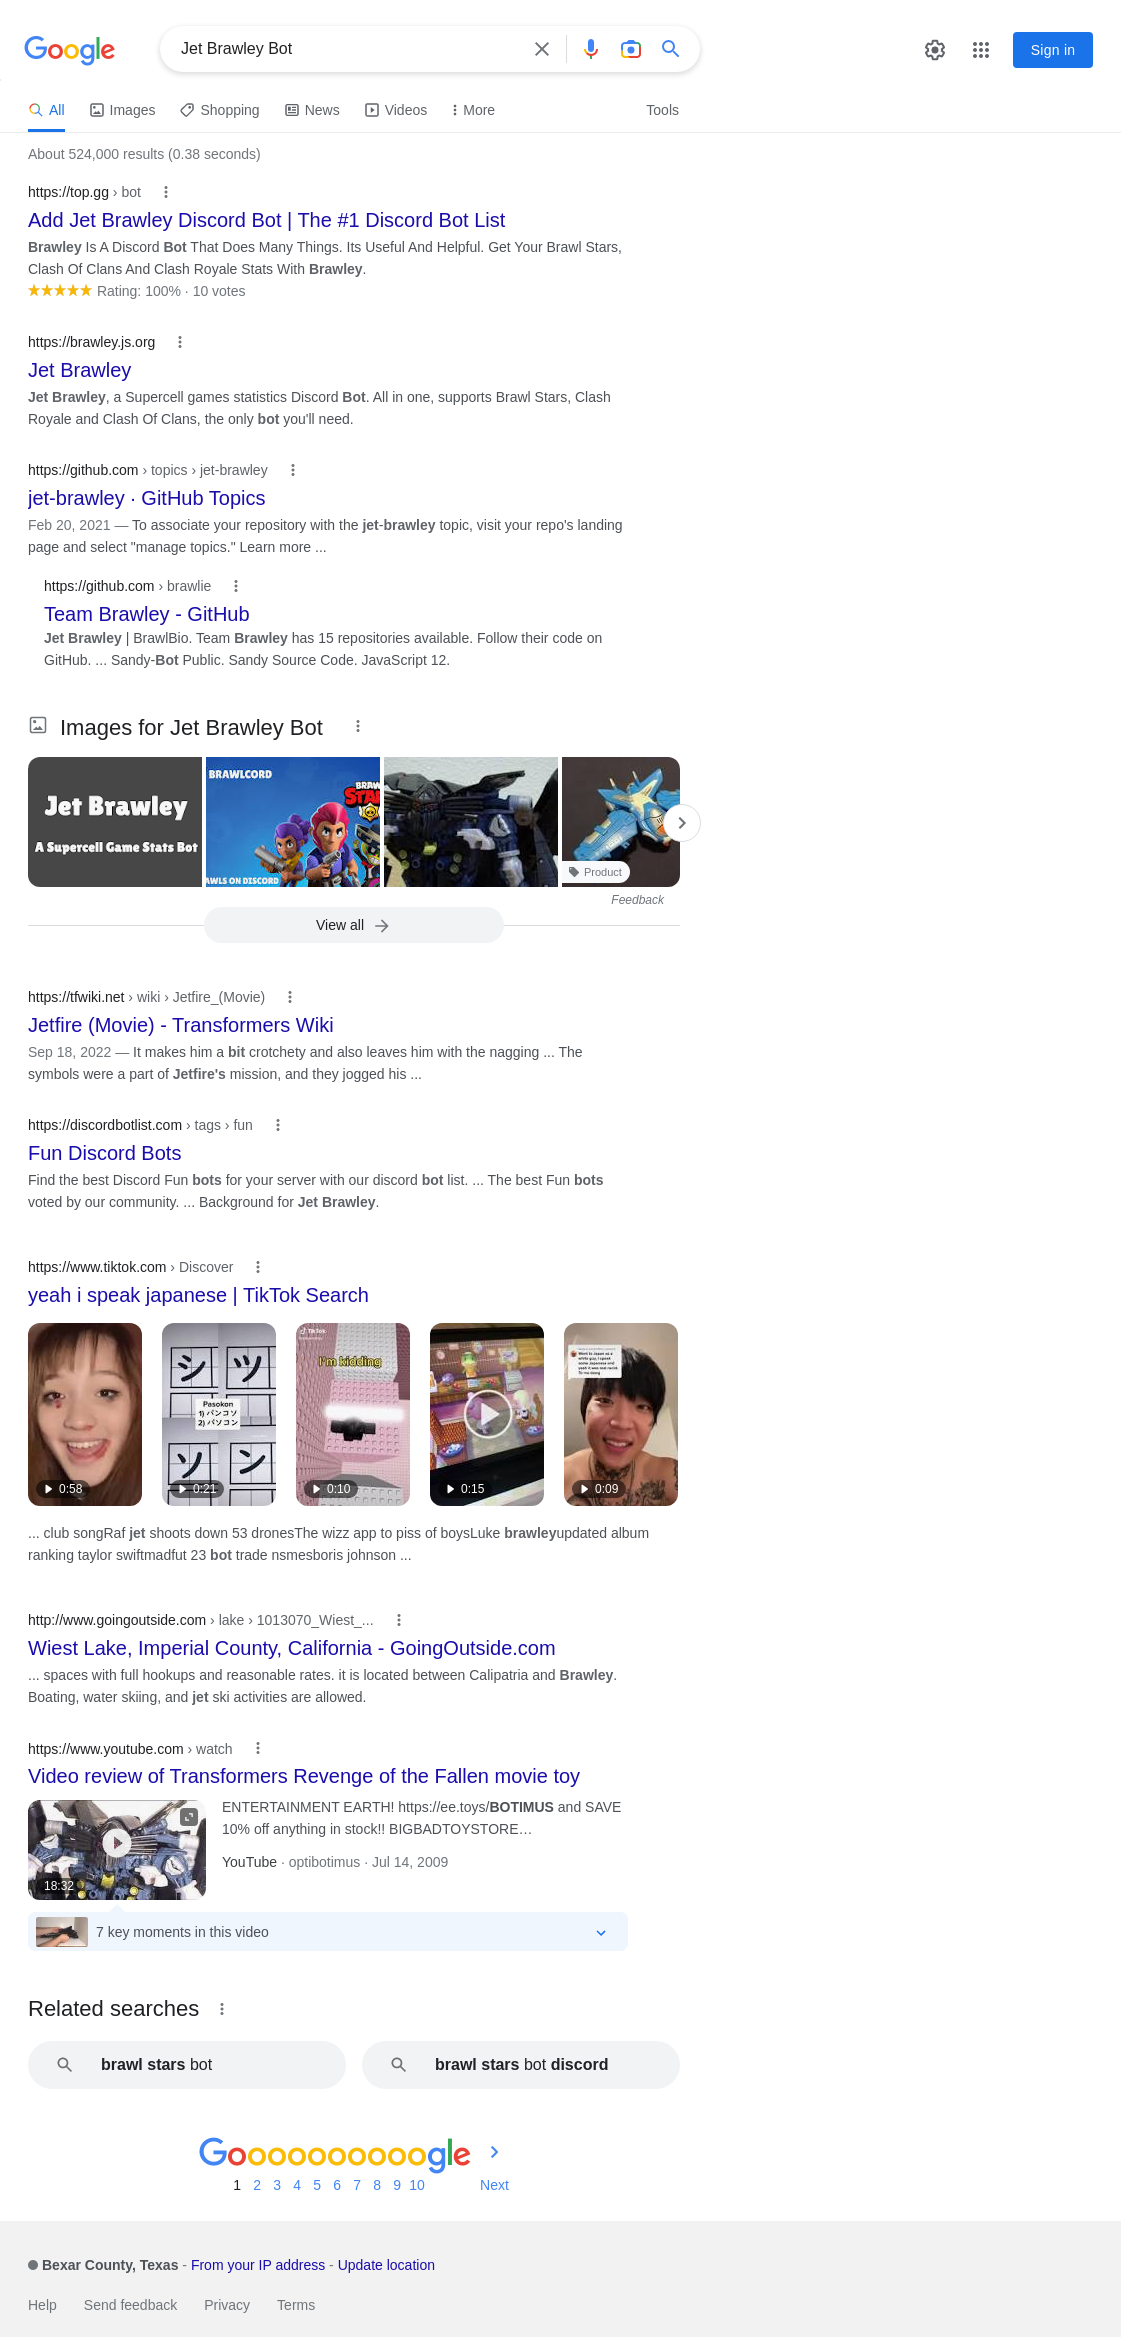 Google
Jet Brawley Bot
Sign in
All
Images
Shopping
News
Videos
More
Tools
About 524,000 results (0.38 seconds)
https://top.gg › bot
Add Jet Brawley Discord Bot | The #1 Discord Bot List
Brawley Is A Discord Bot That Does Many Things. Its Useful And Helpful. Get Your Brawl Stars,
Clash Of Clans And Clash Royale Stats With Brawley.
Rating: 100% · 10 votes
https://brawley.js.org
Jet Brawley
Jet Brawley, a Supercell games statistics Discord Bot. All in one, supports Brawl Stars, Clash
Royale and Clash Of Clans, the only bot you'll need.
https://github.com › topics › jet-brawley
jet-brawley · GitHub Topics
Feb 20, 2021 — To associate your repository with the jet-brawley topic, visit your repo's landing
page and select "manage topics." Learn more ...
https://github.com › brawlie
Team Brawley - GitHub
Jet Brawley | BrawlBio. Team Brawley has 15 repositories available. Follow their code on
GitHub. ... Sandy-Bot Public. Sandy Source Code. JavaScript 12.
Images for Jet Brawley Bot
Jet Brawley
A Supercell Game Stats Bot
BRAWLCORD
BRAW
STA
AWLS ON DISCORD
Product
Feedback
View all
https://tfwiki.net › wiki › Jetfire_(Movie)
Jetfire (Movie) - Transformers Wiki
Sep 18, 2022 — It makes him a bit crotchety and also leaves him with the nagging ... The
symbols were a part of Jetfire's mission, and they jogged his ...
https://discordbotlist.com › tags › fun
Fun Discord Bots
Find the best Discord Fun bots for your server with our discord bot list. ... The best Fun bots
voted by our community. ... Background for Jet Brawley.
https://www.tiktok.com › Discover
yeah i speak japanese | TikTok Search
シ ツ
Pasokon
1) パンコソ
2) パソコン
ソ ン
TikTok
I'm kidding
0:58
0:21
0:10
0:15
0:09
... club songRaf jet shoots down 53 dronesThe wizz app to piss of boysLuke brawleyupdated album
ranking taylor swiftmadfut 23 bot trade nsmesboris johnson ...
http://www.goingoutside.com › lake › 1013070_Wiest_...
Wiest Lake, Imperial County, California - GoingOutside.com
... spaces with full hookups and reasonable rates. it is located between Calipatria and Brawley.
Boating, water skiing, and jet ski activities are allowed.
https://www.youtube.com › watch
Video review of Transformers Revenge of the Fallen movie toy
18:32
ENTERTAINMENT EARTH! https://ee.toys/BOTIMUS and SAVE
10% off anything in stock!! BIGBADTOYSTORE…
YouTube · optibotimus · Jul 14, 2009
7 key moments in this video
Related searches
brawl stars bot
brawl stars bot discord
Goooooooooogle
1 2 3 4 5 6 7 8 9 10 Next
Bexar County, Texas - From your IP address - Update location
Help
Send feedback
Privacy
Terms